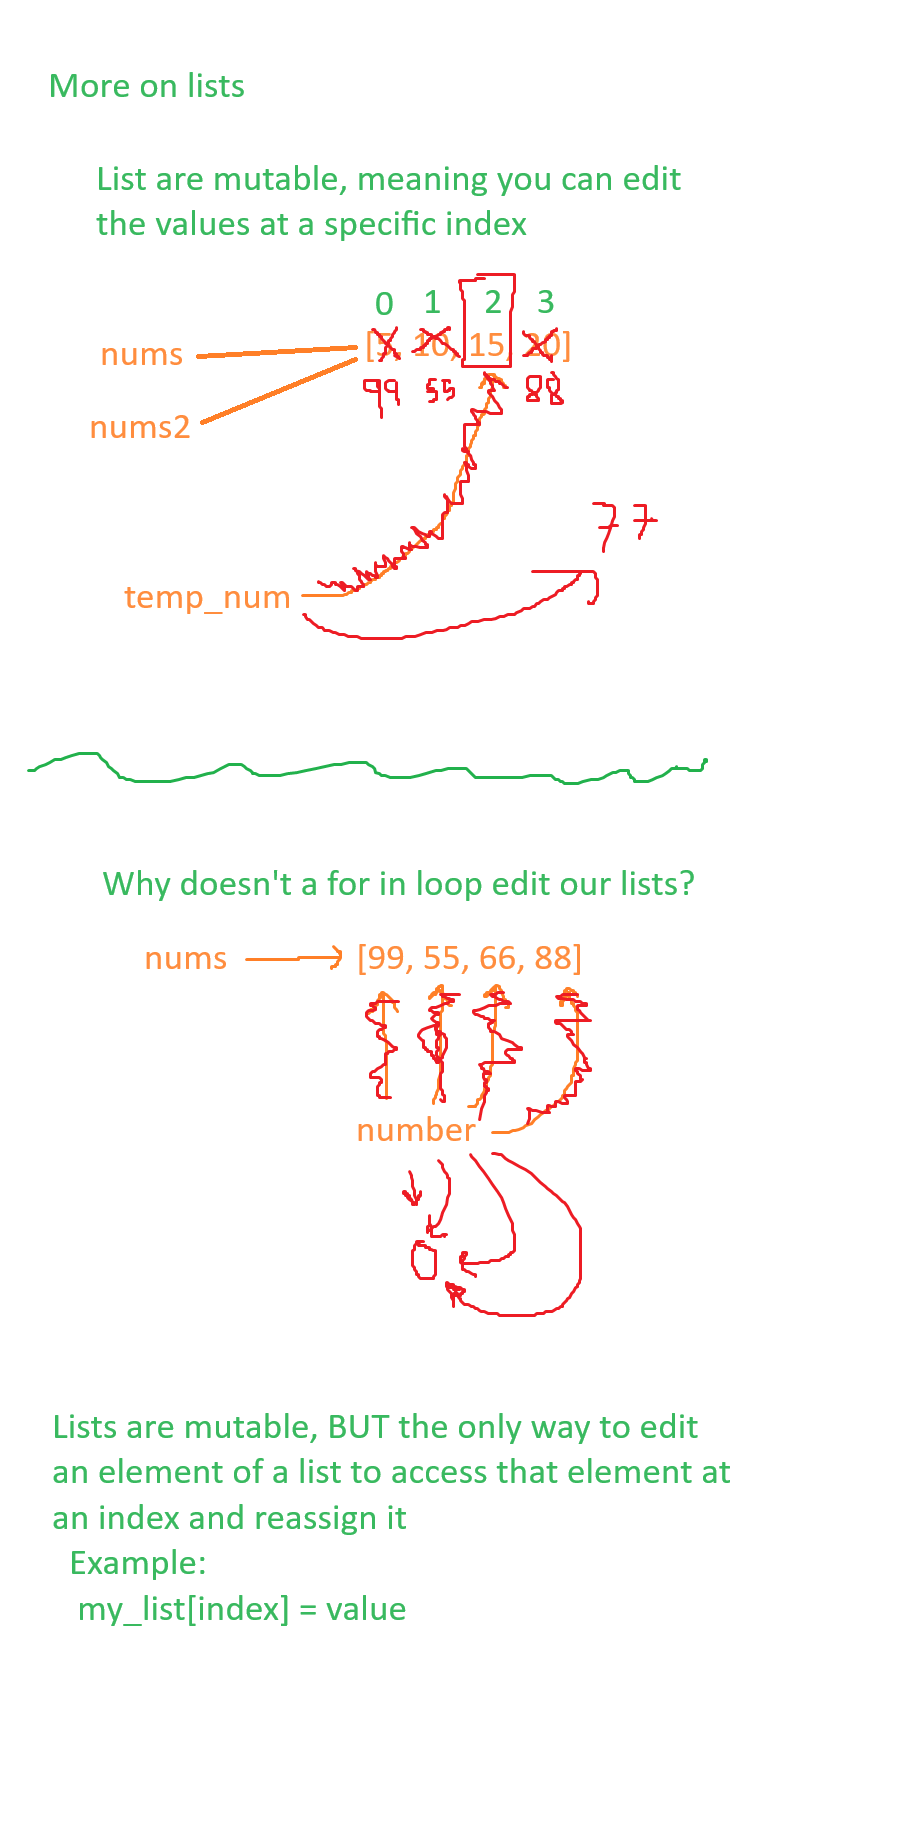 More on lists
List are mutable, meaning you can edit
the values at a specific index
0 1 2 3
nums [5, 10, 15, 20]
99 55 88
nums2
77
temp_num
Why doesn't a for in loop edit our lists?
nums [99, 55, 66, 88]
number
0
Lists are mutable, BUT the only way to edit
an element of a list to access that element at
an index and reassign it
Example:
my_list[index] = value